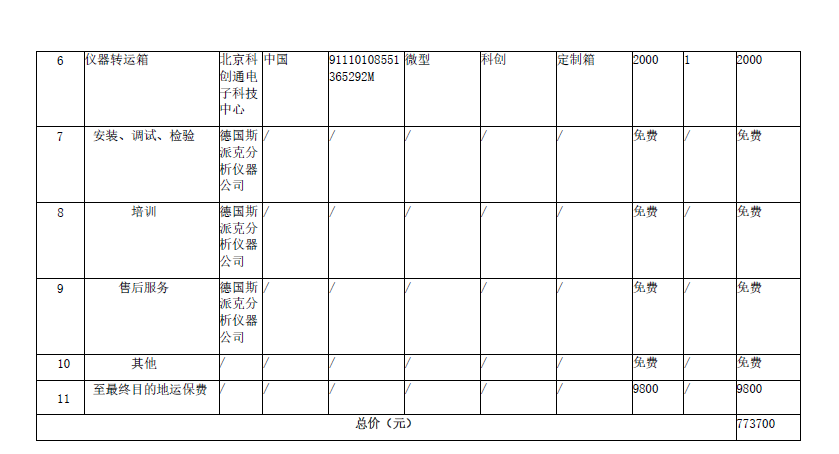 6 仪器转运箱 北京科 中国 91110108551 微型 科创 定制箱 2000 1 2000
创通电 365292M
子科技
中心
7 安装、调试、检验 德国斯 / / / / / 免费 / 免费
派克分
析仪器
公司
8 培训 德国斯 / / / / / 免费 / 免费
派克分
析仪器
公司
9 售后服务 德国斯 / / / / / 免费 / 免费
派克分
析仪器
公司
10 其他 / / / / / / 免费 / 免费
11 至最终目的地运保费 / / / / / / 9800 / 9800
总价（元） 773700